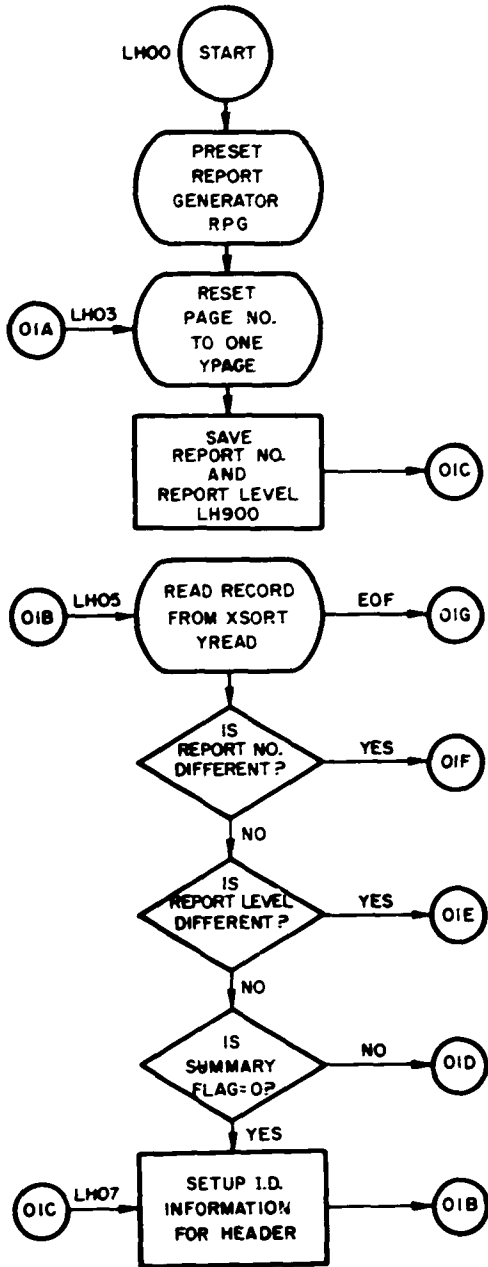 LH00
START
PRESET
REPORT
GENERATOR
RPG
01A
LH03
RESET
PAGE NO.
TO ONE
YPAGE
SAVE
REPORT NO.
AND
REPORT LEVEL
LH900
01C
01B
LH05
READ RECORD
FROM XSORT
YREAD
EOF
01G
IS
REPORT NO.
DIFFERENT?
YES
01F
NO
IS
REPORT LEVEL
DIFFERENT?
YES
01E
NO
IS
SUMMARY
FLAG=0?
NO
01D
YES
01C
LH07
SETUP I.D.
INFORMATION
FOR HEADER
01B